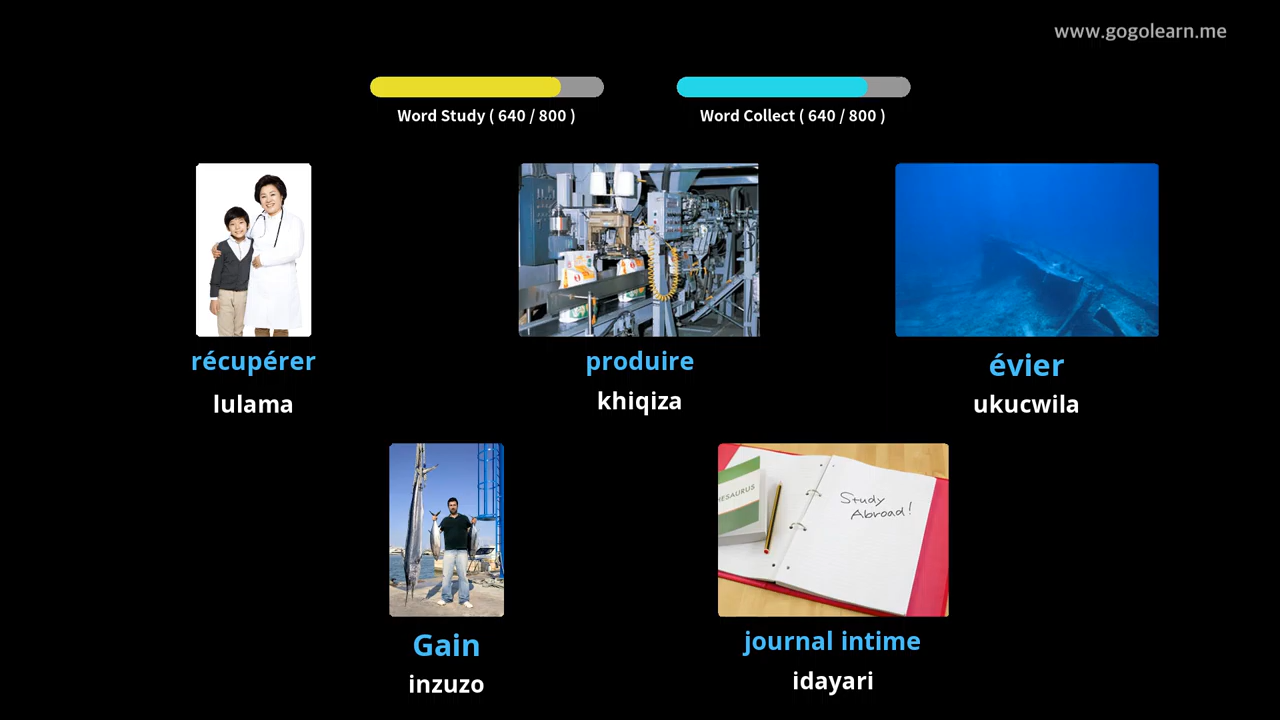 www.gogolearn.me
Word Study ( 640 / 800 )
Word Collect ( 640 / 800 )
récupérer
lulama
produire
khiqiza
évier
ukucwila
HESAURUS
Study
Abroad!
Gain
inzuzo
journal intime
idayari